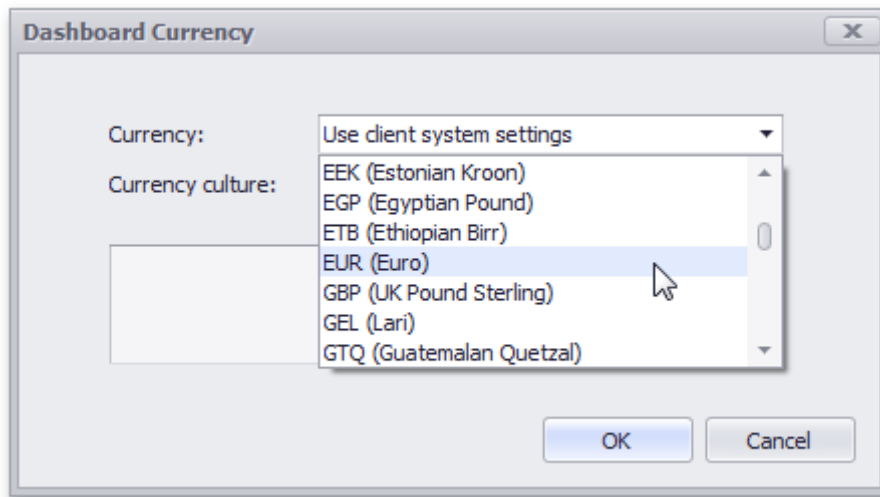 Dashboard Currency
Currency:
Use client system settings
Currency culture:
EEK (Estonian Kroon)
EGP (Egyptian Pound)
ETB (Ethiopian Birr)
EUR (Euro)
GBP (UK Pound Sterling)
GEL (Lari)
GTQ (Guatemalan Quetzal)
OK
Cancel